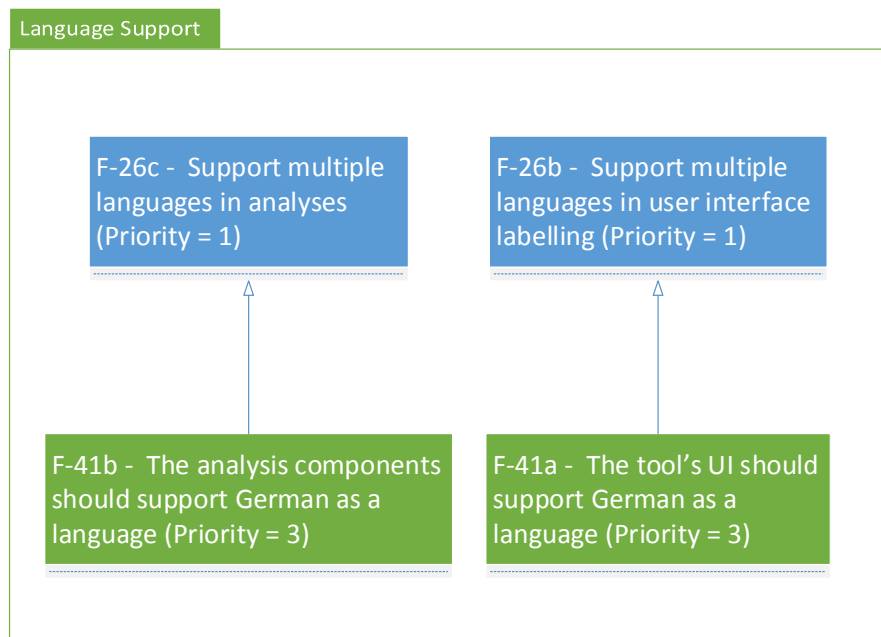 Language Support
F-26c - Support multiple
languages in analyses
(Priority = 1)
F-26b - Support multiple
languages in user interface
labelling (Priority = 1)
F-41b - The analysis components
should support German as a
language (Priority = 3)
F-41a - The tool’s UI should
support German as a
language (Priority = 3)